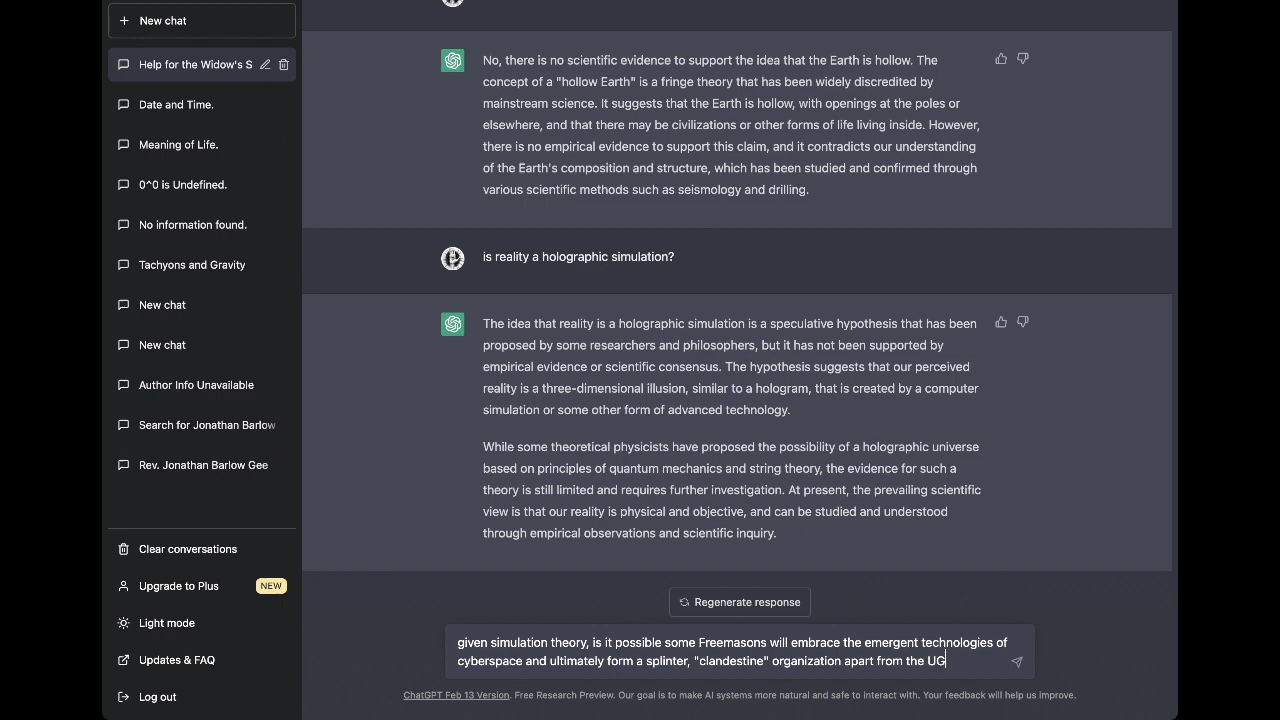 New chat
Help for the Widow's S
Date and Time.
Meaning of Life.
0^0 is Undefined.
No information found.
Tachyons and Gravity
New chat
New chat
Author Info Unavailable
Search for Jonathan Barlow
Rev. Jonathan Barlow Gee
Clear conversations
Upgrade to Plus NEW
Light mode
Updates & FAQ
Log out
No, there is no scientific evidence to support the idea that the Earth is hollow. The
concept of a "hollow Earth" is a fringe theory that has been widely discredited by
mainstream science. It suggests that the Earth is hollow, with openings at the poles or
elsewhere, and that there may be civilizations or other forms of life living inside. However,
there is no empirical evidence to support this claim, and it contradicts our understanding
of the Earth's composition and structure, which has been studied and confirmed through
various scientific methods such as seismology and drilling.
is reality a holographic simulation?
The idea that reality is a holographic simulation is a speculative hypothesis that has been
proposed by some researchers and philosophers, but it has not been supported by
empirical evidence or scientific consensus. The hypothesis suggests that our perceived
reality is a three-dimensional illusion, similar to a hologram, that is created by a computer
simulation or some other form of advanced technology.
While some theoretical physicists have proposed the possibility of a holographic universe
based on principles of quantum mechanics and string theory, the evidence for such a
theory is still limited and requires further investigation. At present, the prevailing scientific
view is that our reality is physical and objective, and can be studied and understood
through empirical observations and scientific inquiry.
Regenerate response
given simulation theory, is it possible some Freemasons will embrace the emergent technologies of
cyberspace and ultimately form a splinter, "clandestine" organization apart from the UG
ChatGPT Feb 13 Version. Free Research Preview. Our goal is to make AI systems more natural and safe to interact with. Your feedback will help us improve.